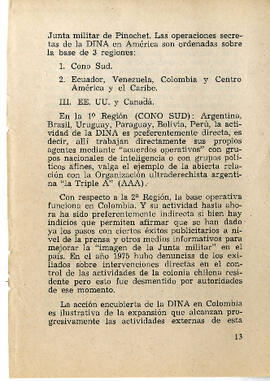 Junta militar de Pinochet. Las operaciones secre-
tas de la DINA en América son ordenadas sobre
la base de 3 regiones:
1. Cono Sud.
2. Ecuador, Venezuela, Colombia y Centro
América y el Caribe.
III. EE. UU. y Canadá.
En la 1º Región (CONO SUD): Argentina,
Brasil, Uruguay, Paraguay, Bolivia, Perú, la activi-
dad de la DINA es preferentemente directa, es
decir, allí trabajan directamente sus propios
agentes mediante "acuerdos operativos" con gru-
pos nacionales de inteligencia o con grupos polí-
ticos afines, valga el ejemplo de la abierta rela-
ción con la Organización ultraderechista argenti-
na "la Triple A" (AAA).
Con respecto a la 2ª Región, la base operativa
funciona en Colombia. Y su actividad hasta aho-
ra ha sido preferentemente indirecta si bien hay
indicios que permiten afirmar que se han dado
ya los pasos con ciertos éxitos publicitarios a ni-
vel de la prensa y otros medios informativos para
mejorar la "imagen de la Junta militar" en el
país. En el año 1975 hubo denuncias de los exi-
liados sobre intervenciones directas en el con-
trol de las actividades de la colonia chilena resi-
dente pero esto fue desmentido por autoridades
de ese momento.
La acción encubierta de la DINA en Colombia
es ilustrativa de la expansión que alcanzan pro-
gresivamente las actividades externas de esta
13